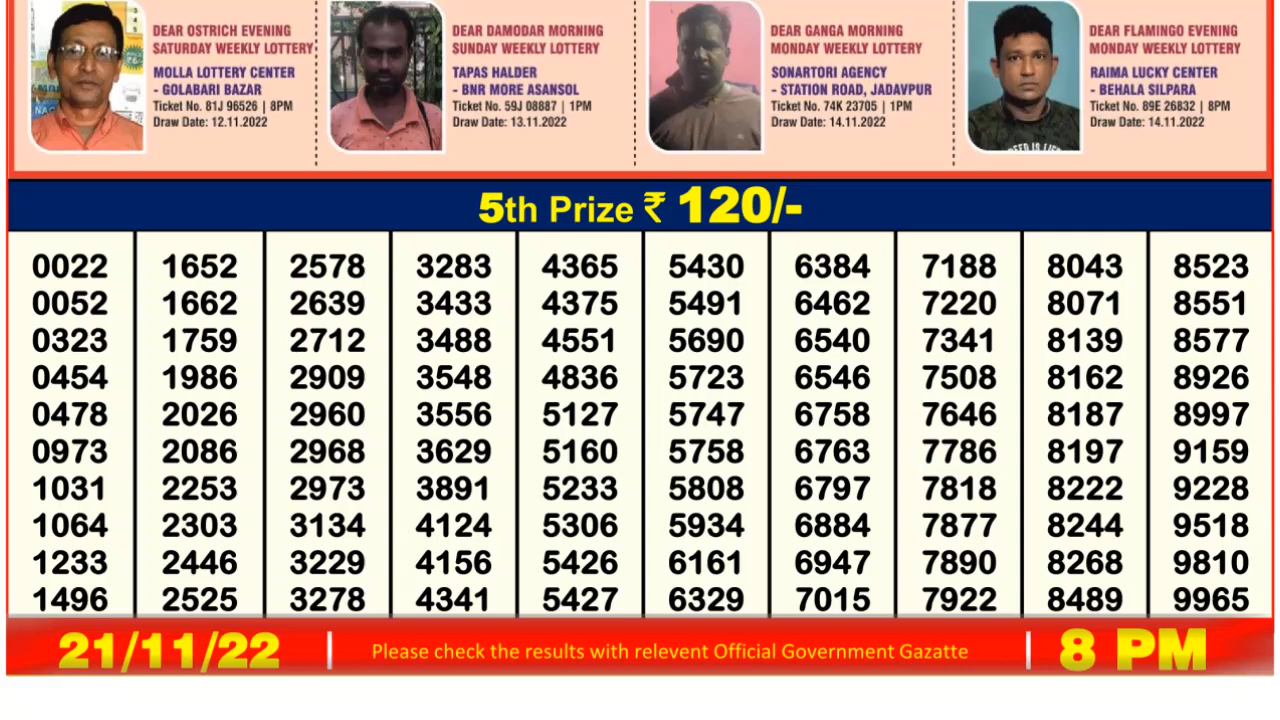 DEAR OSTRICH EVENING
SATURDAY WEEKLY LOTTERY
MOLLA LOTTERY CENTER
- GOLABARI BAZAR
Ticket No. 81J 96526 | 8PM
Draw Date: 12.11.2022
DEAR DAMODAR MORNING
SUNDAY WEEKLY LOTTERY
TAPAS HALDER
- BNR MORE ASANSOL
Ticket No. 59J 08887 | 1PM
Draw Date: 13.11.2022
DEAR GANGA MORNING
MONDAY WEEKLY LOTTERY
SONARTORI AGENCY
- STATION ROAD, JADAVPUR
Ticket No. 74K 23705 | 1PM
Draw Date: 14.11.2022
DEAR FLAMINGO EVENING
MONDAY WEEKLY LOTTERY
RAIMA LUCKY CENTER
- BEHALA SILPARA
Ticket No. 89E 26832 | 8PM
Draw Date: 14.11.2022
5th Prize ₹ 120/-
0022 1652 2578 3283 4365 5430 6384 7188 8043 8523
0052 1662 2639 3433 4375 5491 6462 7220 8071 8551
0323 1759 2712 3488 4551 5690 6540 7341 8139 8577
0454 1986 2909 3548 4836 5723 6546 7508 8162 8926
0478 2026 2960 3556 5127 5747 6758 7646 8187 8997
0973 2086 2968 3629 5160 5758 6763 7786 8197 9159
1031 2253 2973 3891 5233 5808 6797 7818 8222 9228
1064 2303 3134 4124 5306 5934 6884 7877 8244 9518
1233 2446 3229 4156 5426 6161 6947 7890 8268 9810
1496 2525 3278 4341 5427 6329 7015 7922 8489 9965
21/11/22 | Please check the results with relevent Official Government Gazatte | 8 PM